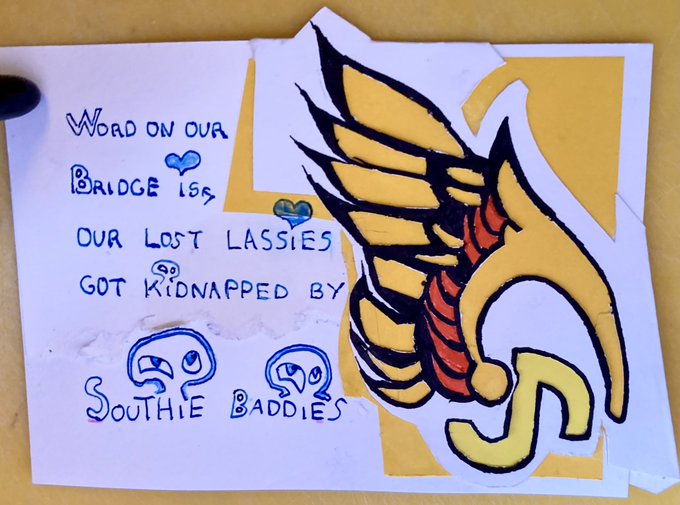 WORD ON OUR
BRIDGE IS,
OUR LOST LASSIES
GOT KIDNAPPED BY
SOUTHIE BADDIES
S